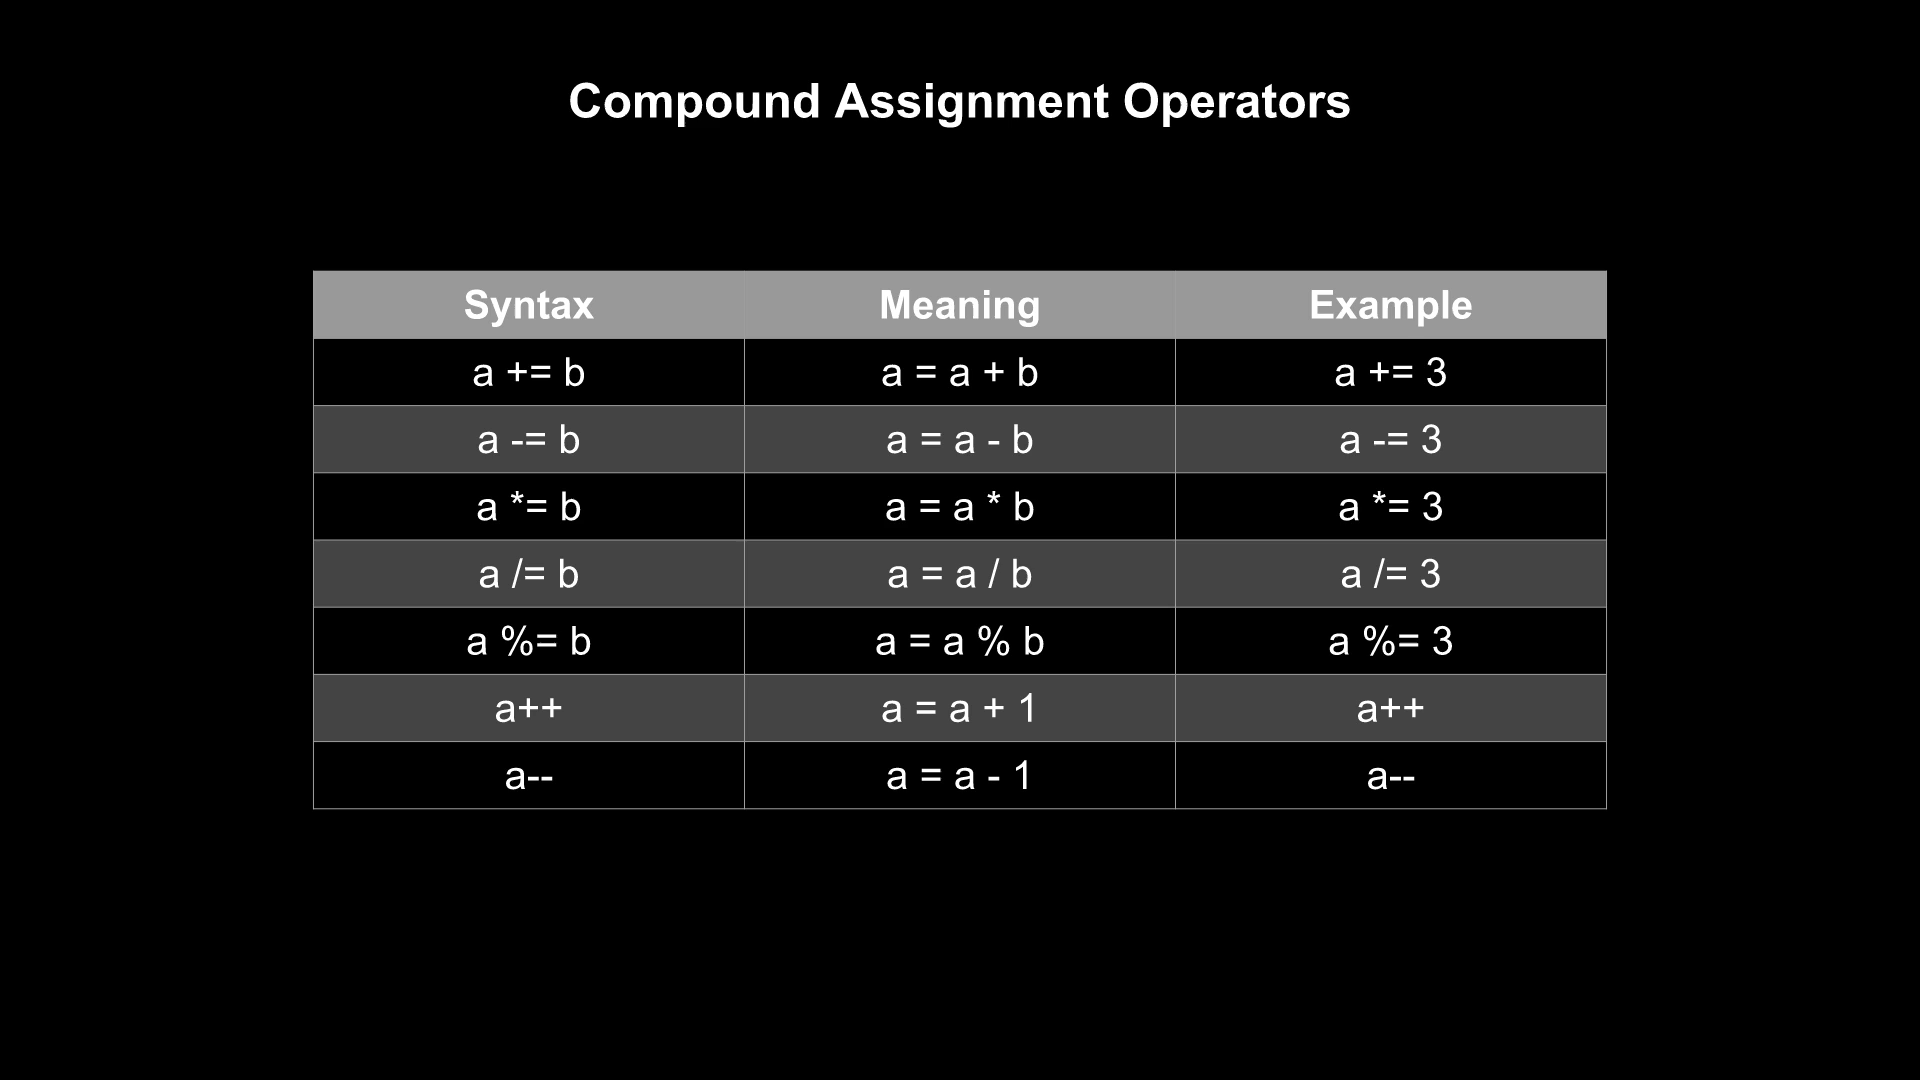 Compound Assignment Operators
Syntax Meaning Example
a += b a = a + b a += 3
a -= b a = a - b a -= 3
a *= b a = a * b a *= 3
a /= b a = a / b a /= 3
a %= b a = a % b a %= 3
a++ a = a + 1 a++
a-- a = a - 1 a--